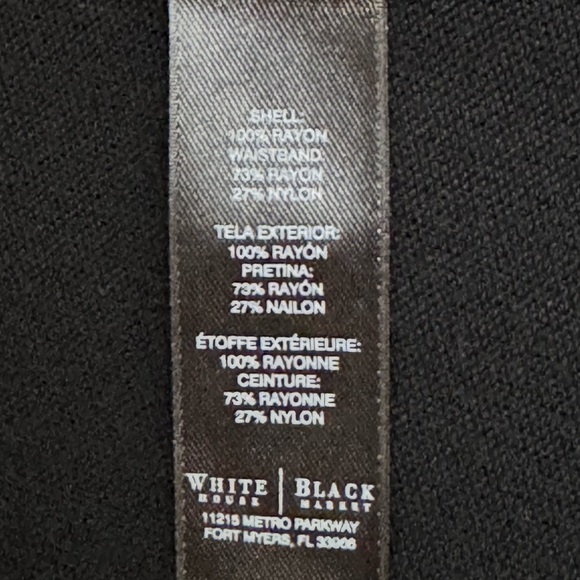 SHELL:
100% RAYON
WAISTBAND:
73% RAYON
27% NYLON
TELA EXTERIOR:
100% RAYÓN
PRETINA:
73% RAYÓN
27% NAILON
ÉTOFFE EXTÉRIEURE:
100% RAYONNE
CEINTURE:
73% RAYONNE
27% NYLON
WHITE | BLACK
HOUSE MARKET
11215 METRO PARKWAY
FORT MYERS, FL 33966